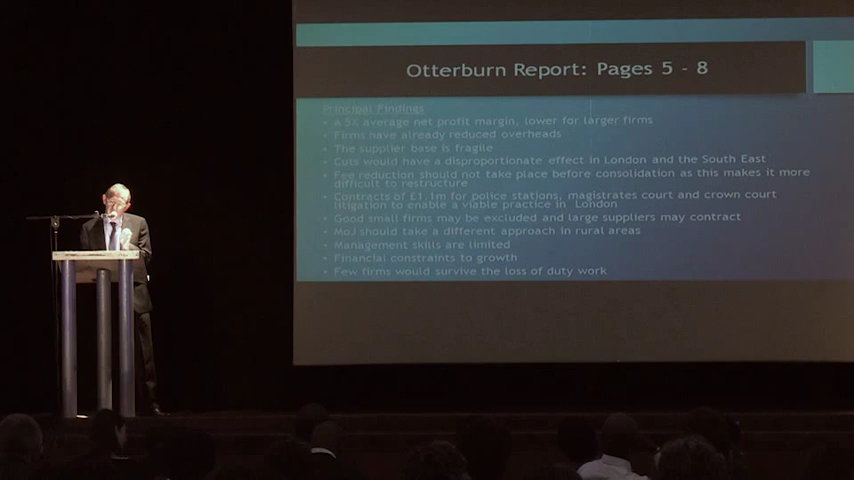 Otterburn Report: Pages 5 - 8
Principal Findings
• A 5% average net profit margin, lower for larger firms
• Firms have already reduced overheads
• The supplier base is fragile
• Cuts would have a disproportionate effect in London and the South East
• Fee reduction should not take place before consolidation as this makes it more
difficult to restructure
• Contracts of £1.1m for police stations, magistrates court and crown court
litigation to enable a viable practice in London
• Good small firms may be excluded and large suppliers may contract
• MoJ should take a different approach in rural areas
• Management skills are limited
• Financial constraints to growth
• Few firms would survive the loss of duty work